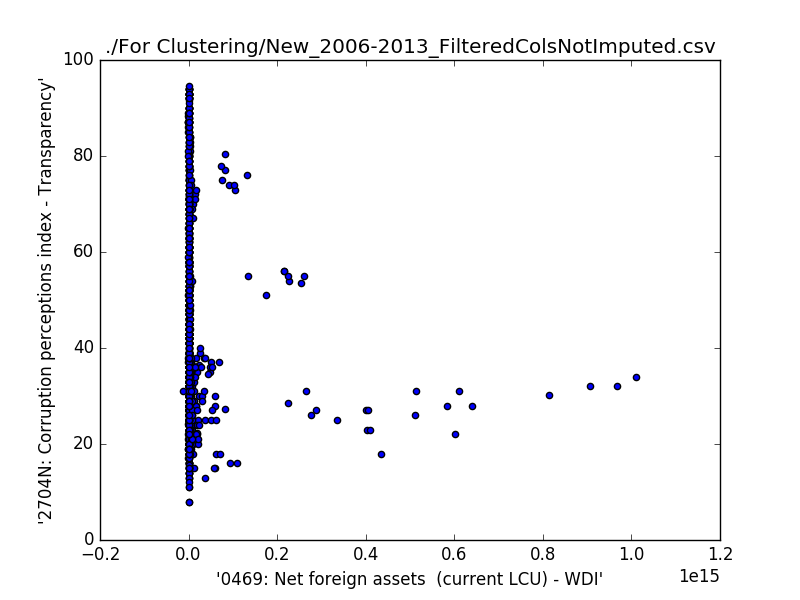 ./For Clustering/New_2006-2013_FilteredColsNotImputed.csv
'2704N: Corruption perceptions index - Transparency'
100
80
60
40
20
0
−0.2 0.0 0.2 0.4 0.6 0.8 1.0 1.2
1e15
'0469: Net foreign assets  (current LCU) - WDI'